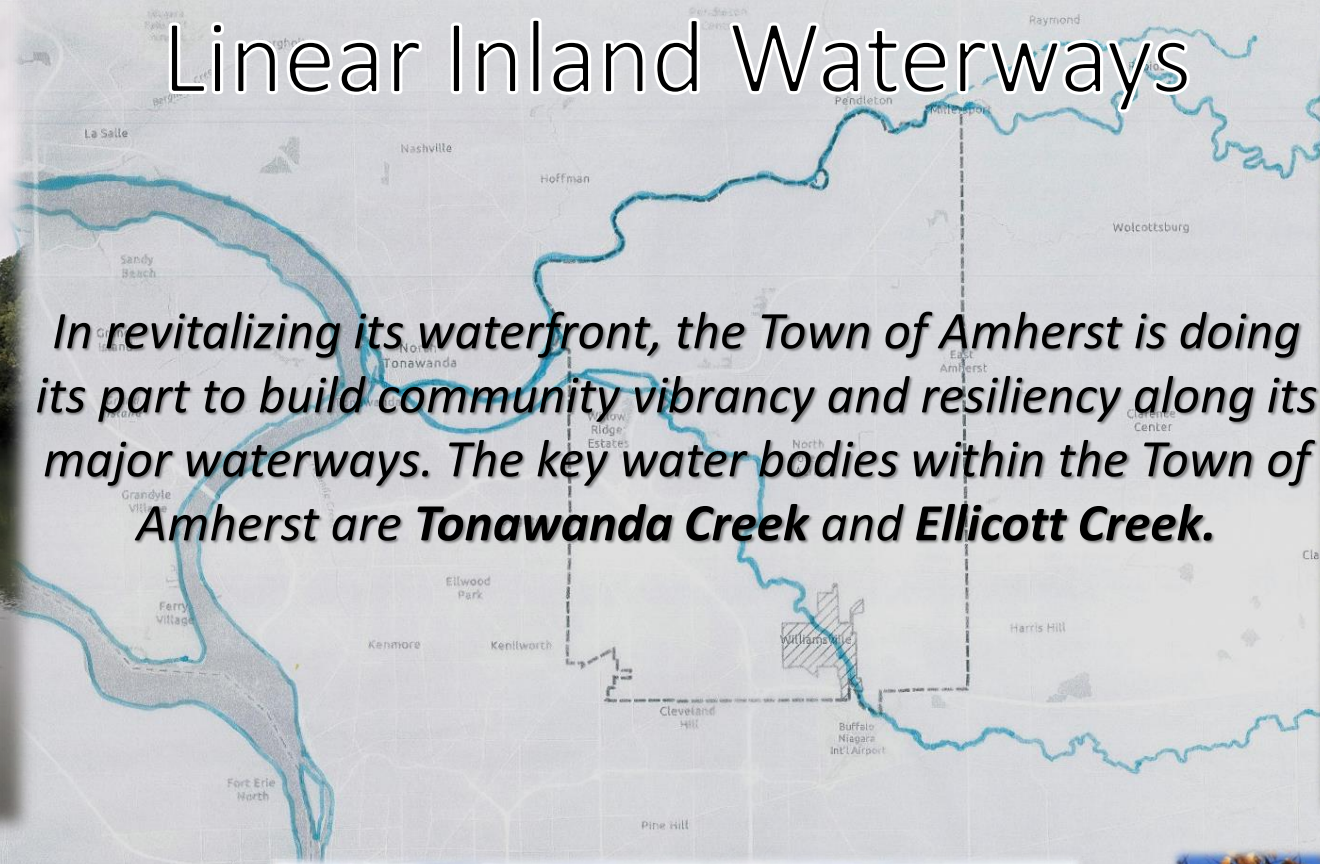 Linear Inland Waterways
Raymond
Pendleton
Millersport
La Salle
Nashville
Hoffman
Wolcottsburg
Sandy
Beach
In revitalizing its waterfront, the Town of Amherst is doing
its part to build community vibrancy and resiliency along its
major waterways. The key water bodies within the Town of
Amherst are Tonawanda Creek and Ellicott Creek.
North
Tonawanda
East
Amherst
Willow
Ridge
Estates
North
Clarence
Center
Grandyle
Village
Ellwood
Park
Ferry
Village
Kenmore
Kenilworth
Williamsville
Harris Hill
Cleveland
Hill
Buffalo
Niagara
Int'l Airport
Fort Erie
North
Pine Hill